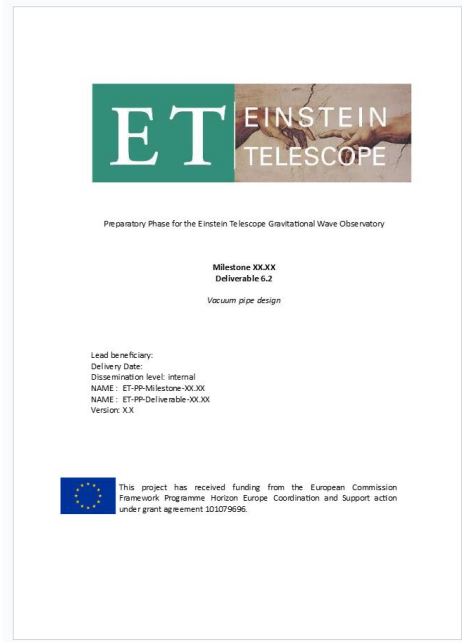 ET
EINSTEIN
TELESCOPE
Preparatory Phase for the Einstein Telescope Gravitational Wave Observatory
Milestone XX.XX
Deliverable 6.2
Vacuum pipe design
Lead beneficiary:
Delivery Date:
Dissemination level: internal
NAME : ET-PP-Milestone-XX.XX
NAME : ET-PP-Deliverable-XX.XX
Version: X.X
This project has received funding from the European Commission
Framework Programme Horizon Europe Coordination and Support action
under grant agreement 101079696.